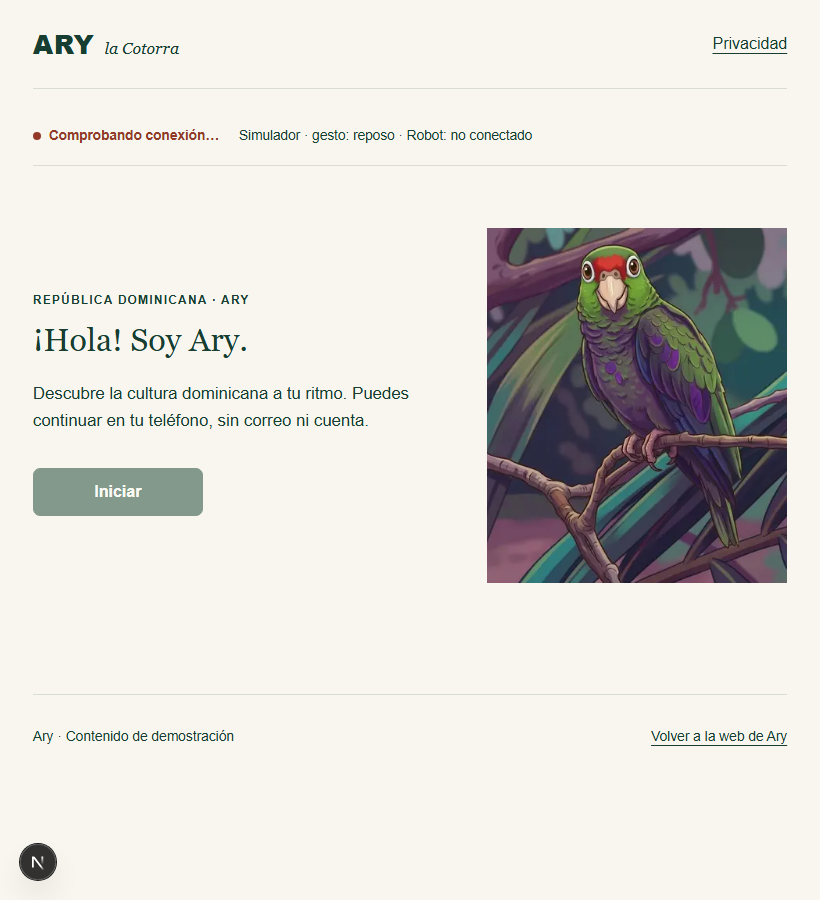 ARY la Cotorra
Privacidad
Comprobando conexión… Simulador · gesto: reposo · Robot: no conectado
REPÚBLICA DOMINICANA · ARY
¡Hola! Soy Ary.
Descubre la cultura dominicana a tu ritmo. Puedes
continuar en tu teléfono, sin correo ni cuenta.
Iniciar
Ary · Contenido de demostración
Volver a la web de Ary
N